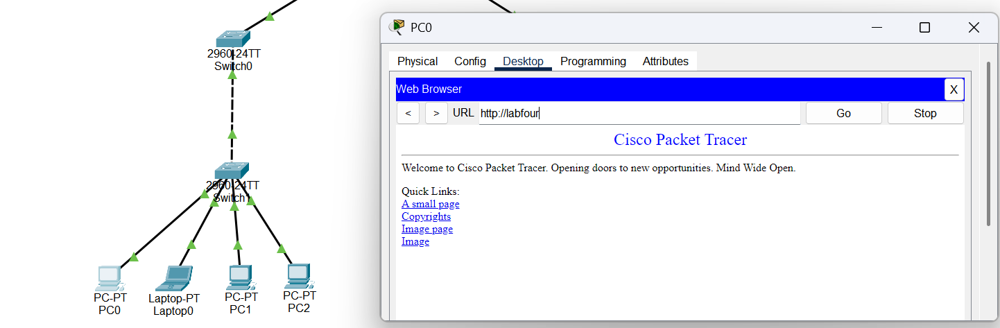 2960-24TT
Switch0
2960-24TT
Switch1
PC-PT
PC0
Laptop-PT
Laptop0
PC-PT
PC1
PC-PT
PC2
PC0
Physical Config Desktop Programming Attributes
Web Browser X
< > URL http://labfour Go Stop
Cisco Packet Tracer
Welcome to Cisco Packet Tracer. Opening doors to new opportunities. Mind Wide Open.
Quick Links:
A small page
Copyrights
Image page
Image